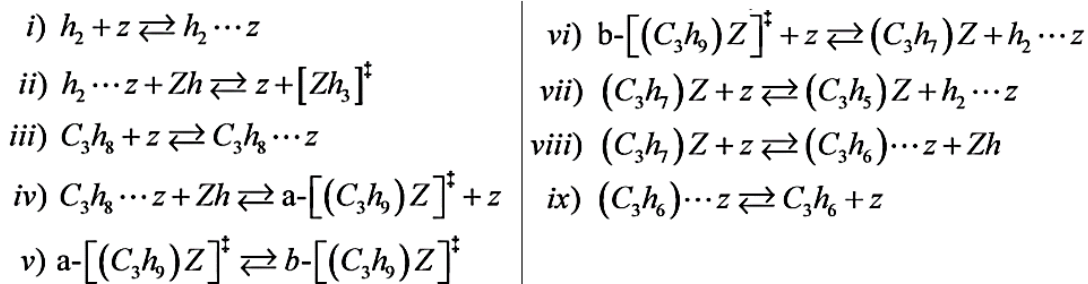 i) h₂ + z ⇄ h₂ ··· z
ii) h₂ ··· z + Zh ⇄ z + [Zh₃]‡
iii) C₃h₈ + z ⇄ C₃h₈ ··· z
iv) C₃h₈ ··· z + Zh ⇄ a-[(C₃h₉)Z]‡ + z
v) a-[(C₃h₉)Z]‡ ⇄ b-[(C₃h₉)Z]‡
vi) b-[(C₃h₉)Z]‡ + z ⇄ (C₃h₇)Z + h₂ ··· z
vii) (C₃h₇)Z + z ⇄ (C₃h₅)Z + h₂ ··· z
viii) (C₃h₇)Z + z ⇄ (C₃h₆) ··· z + Zh
ix) (C₃h₆) ··· z ⇄ C₃h₆ + z